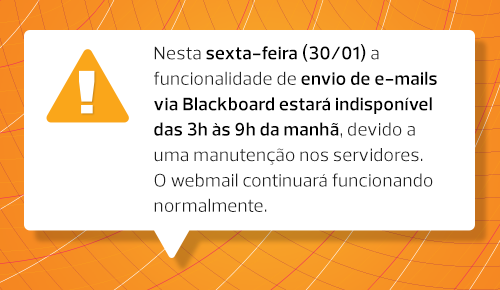 Nesta sexta-feira (30/01) a
funcionalidade de envio de e-mails
via Blackboard estará indisponível
das 3h às 9h da manhã, devido a
uma manutenção nos servidores.
O webmail continuará funcionando
normalmente.